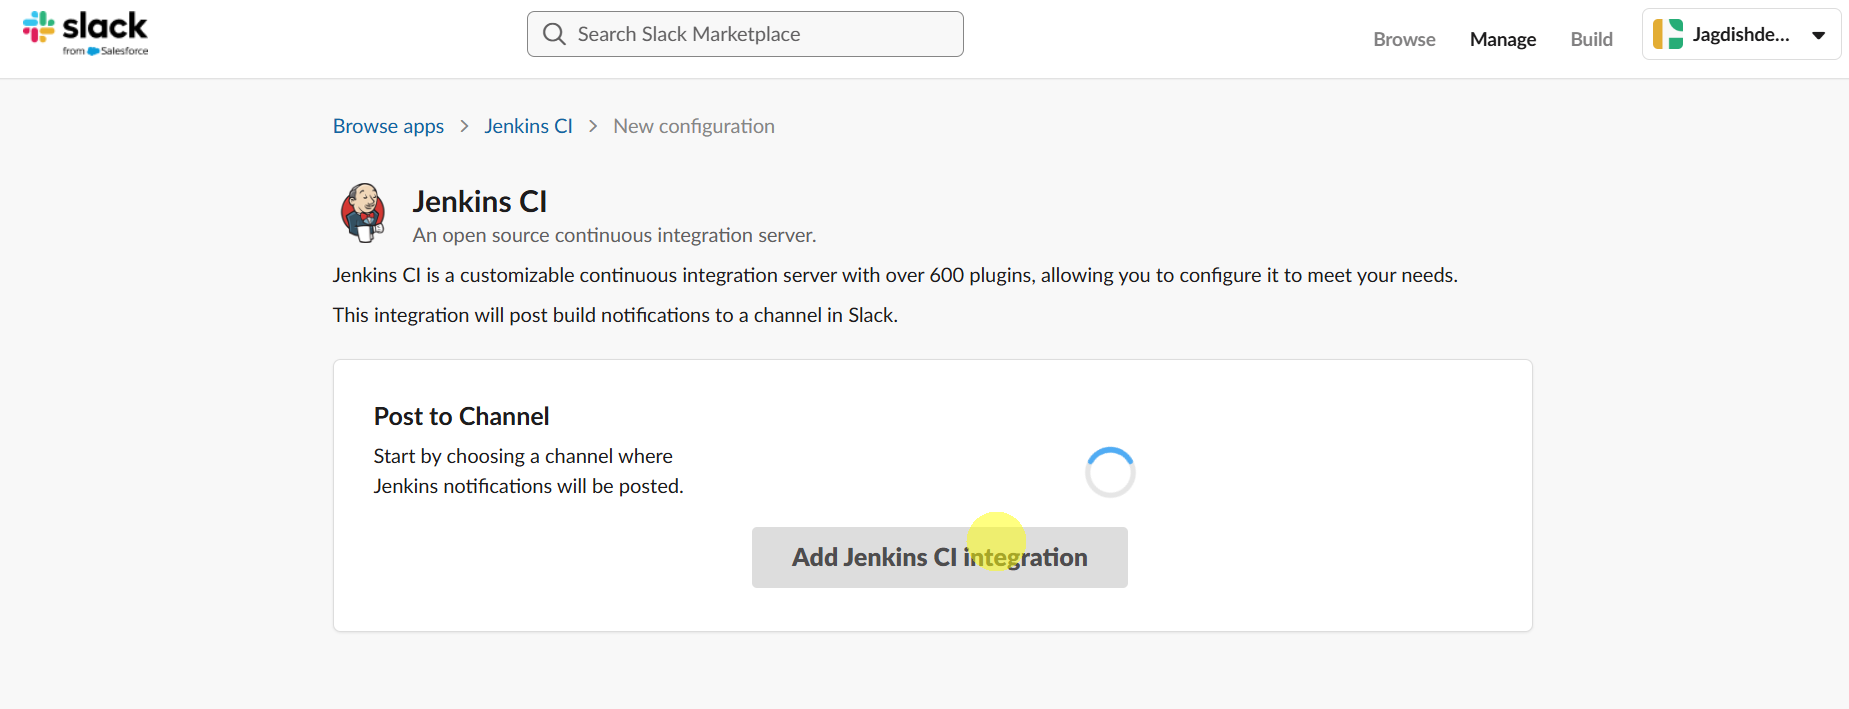 slack
from Salesforce
Search Slack Marketplace
Browse
Manage
Build
Jagdishde...
Browse apps > Jenkins CI > New configuration
Jenkins CI
An open source continuous integration server.
Jenkins CI is a customizable continuous integration server with over 600 plugins, allowing you to configure it to meet your needs.
This integration will post build notifications to a channel in Slack.
Post to Channel
Start by choosing a channel where
Jenkins notifications will be posted.
Add Jenkins CI integration